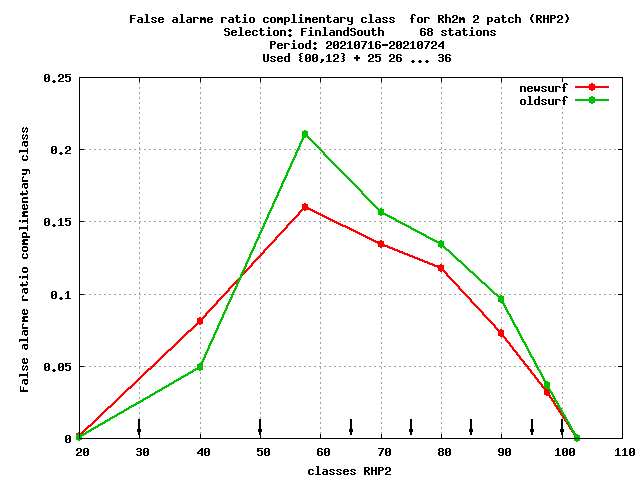 False alarme ratio complimentary class  for Rh2m 2 patch (RHP2)
Selection: FinlandSouth     68 stations
Period: 20210716-20210724
Used {00,12} + 25 26 ... 36
newsurf
oldsurf
False alarme ratio complimentary class
0.25
0.2
0.15
0.1
0.05
0
20 30 40 50 60 70 80 90 100 110
classes RHP2